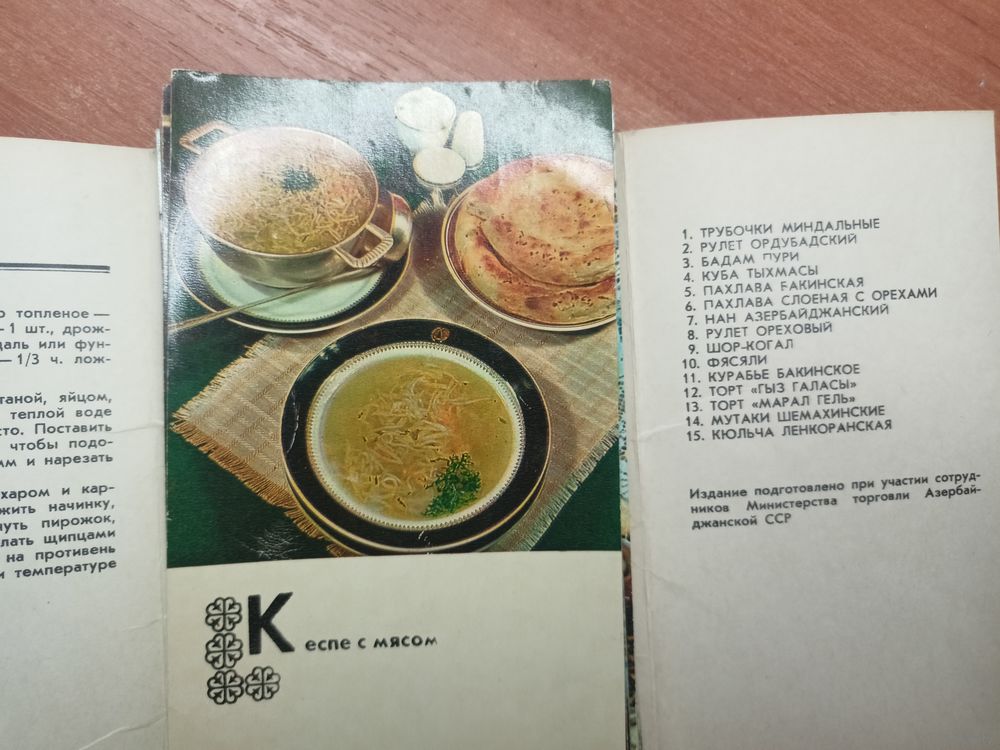 р топленое —
– 1 шт., дрож-
даль или фун-
— 1/3 ч. лож-
таной, яйцом,
теплой воде
сто. Поставить
чтобы подо-
мм и нарезать
харом и кар-
жить начинку,
нуть пирожок,
лать щипцами
на противень
и температуре
Кеспе с мясом
1. ТРУБОЧКИ МИНДАЛЬНЫЕ
2. РУЛЕТ ОРДУБАДСКИЙ
3. БАДАМ ПУРИ
4. КУБА ТЫХМАСЫ
5. ПАХЛАВА БАКИНСКАЯ
6. ПАХЛАВА СЛОЕНАЯ С ОРЕХАМИ
7. НАН АЗЕРБАЙДЖАНСКИЙ
8. РУЛЕТ ОРЕХОВЫЙ
9. ШОР-КОГАЛ
10. ФЯСЯЛИ
11. КУРАБЬЕ БАКИНСКОЕ
12. ТОРТ «ГЫЗ ГАЛАСЫ»
13. ТОРТ «МАРАЛ ГЕЛЬ»
14. МУТАКИ ШЕМАХИНСКИЕ
15. КЮЛЬЧА ЛЕНКОРАНСКАЯ
Издание подготовлено при участии сотруд-
ников Министерства торговли Азербай-
джанской ССР